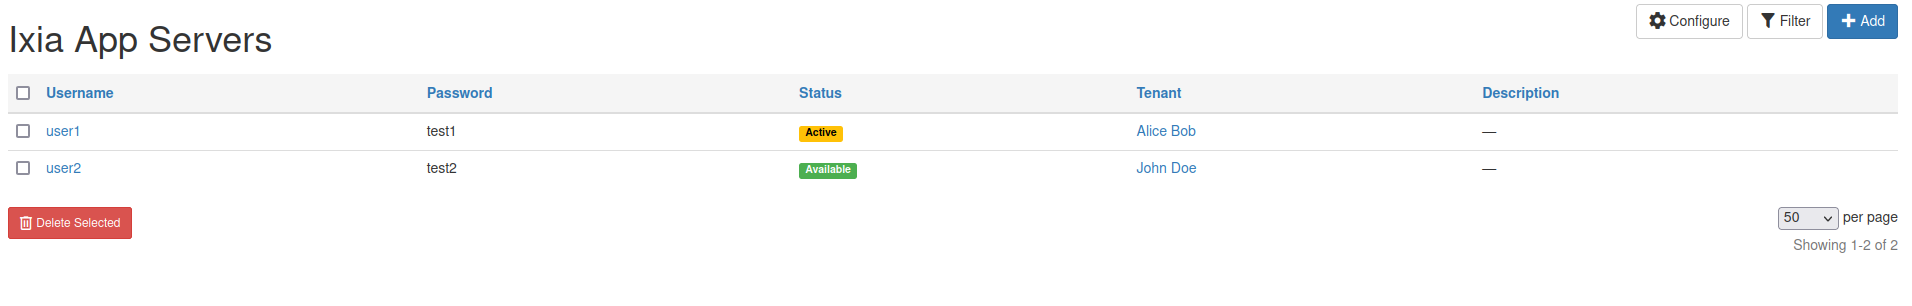 Ixia App Servers
Configure Filter Add
Username Password Status Tenant Description
user1 test1 Active Alice Bob —
user2 test2 Available John Doe —
Delete Selected
50 per page
Showing 1-2 of 2